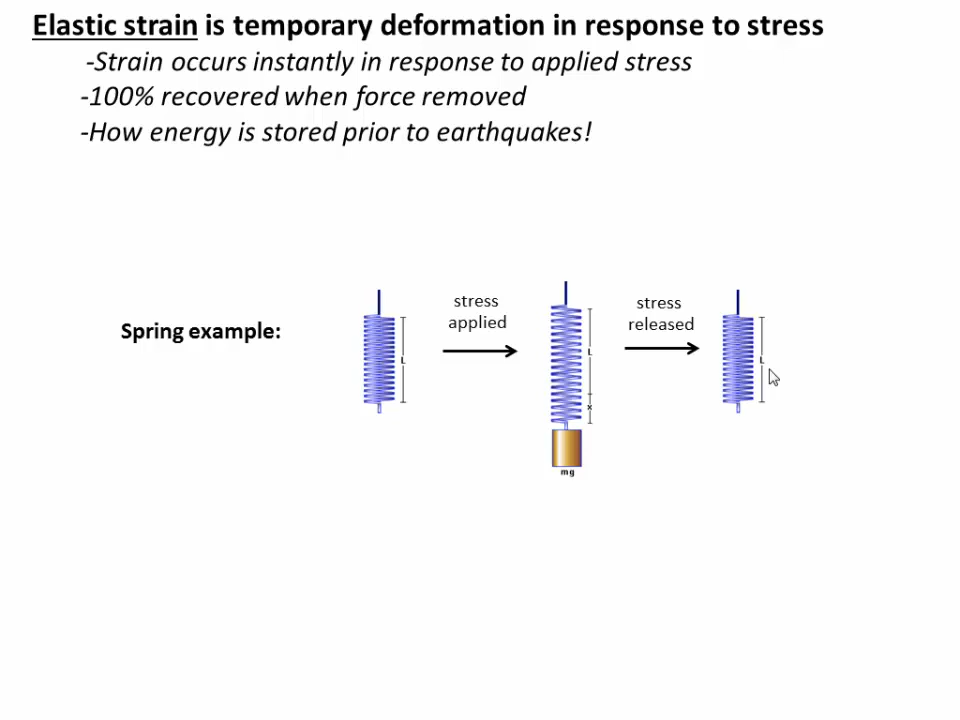 Elastic strain is temporary deformation in response to stress
-Strain occurs instantly in response to applied stress
-100% recovered when force removed
-How energy is stored prior to earthquakes!
Spring example:
stress
applied
stress
released
L
L
x
mg
L